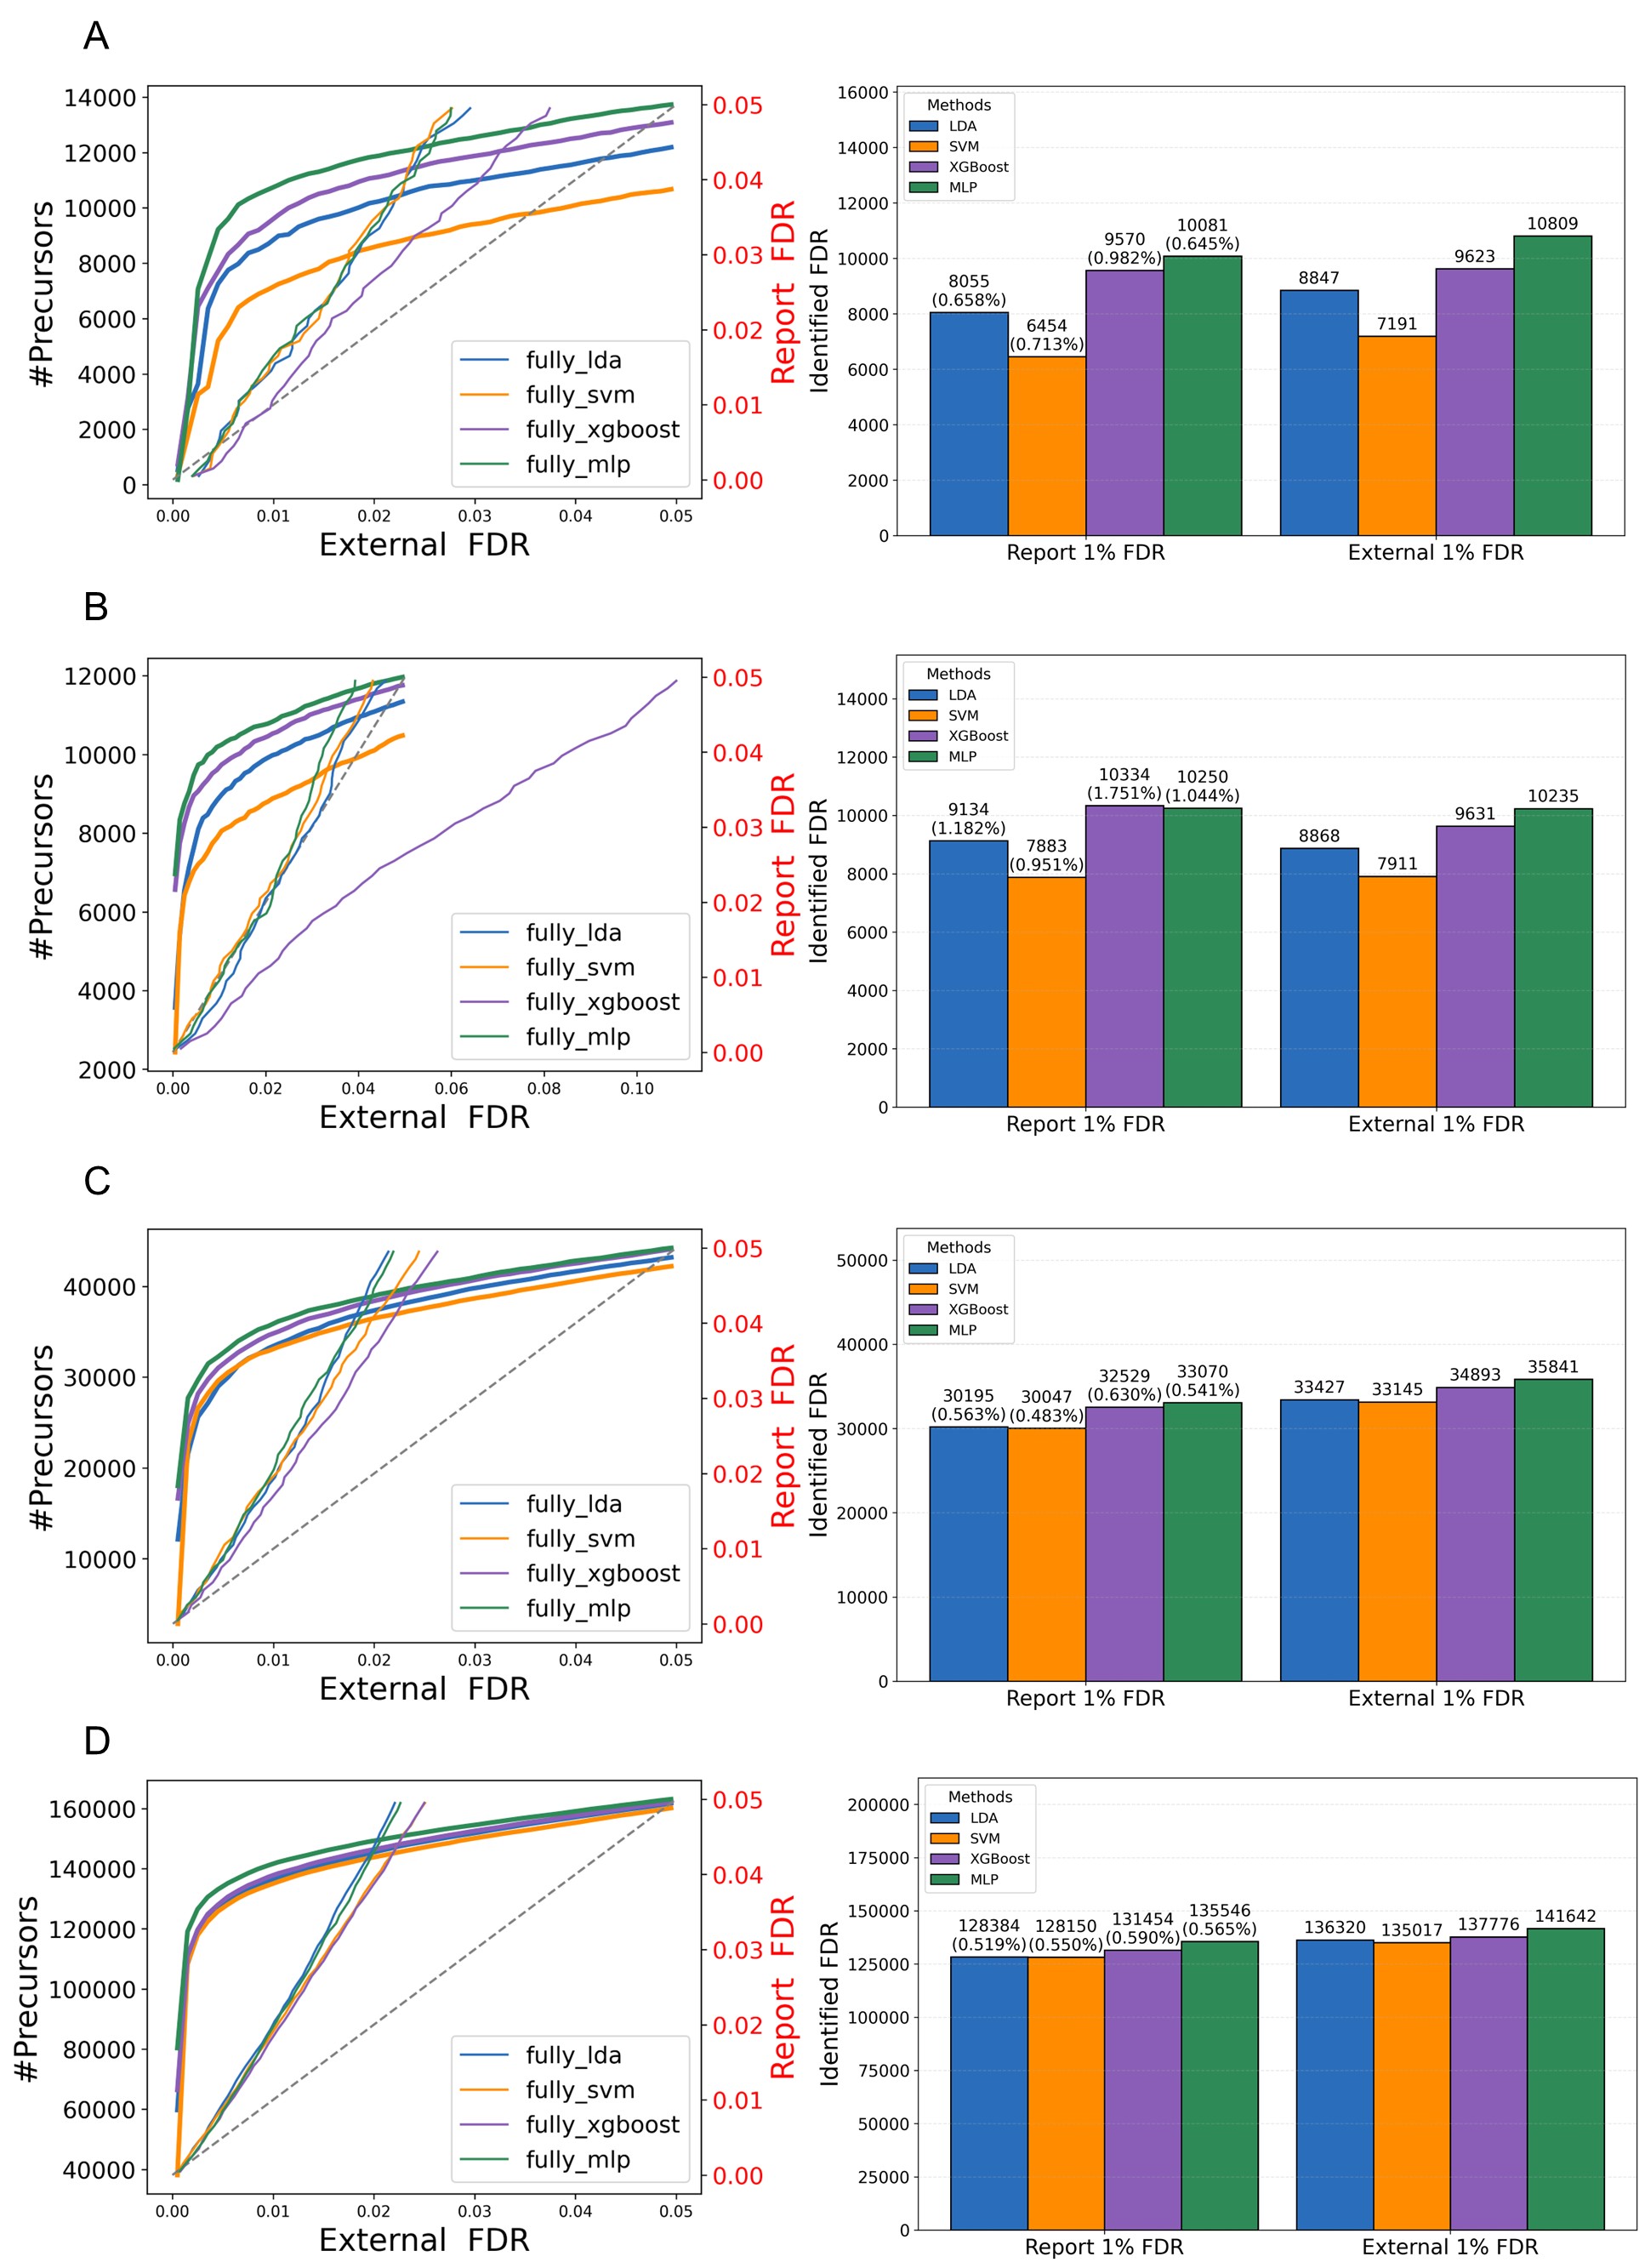 A
14000
12000
10000
8000
6000
4000
2000
0
#Precursors
0.00
0.01
0.02
0.03
0.04
0.05
External FDR
0.05
0.04
0.03
0.02
0.01
0.00
Report FDR
fully_lda
fully_svm
fully_xgboost
fully_mlp
16000
14000
12000
10000
8000
6000
4000
2000
0
Identified FDR
Methods
LDA
SVM
XGBoost
MLP
8055
(0.658%)
6454
(0.713%)
9570
(0.982%)
10081
(0.645%)
8847
7191
9623
10809
Report 1% FDR
External 1% FDR
B
12000
10000
8000
6000
4000
2000
#Precursors
0.00
0.02
0.04
0.06
0.08
0.10
External FDR
0.05
0.04
0.03
0.02
0.01
0.00
Report FDR
fully_lda
fully_svm
fully_xgboost
fully_mlp
14000
12000
10000
8000
6000
4000
2000
0
Identified FDR
Methods
LDA
SVM
XGBoost
MLP
9134
(1.182%)
7883
(0.951%)
10334
(1.751%)
10250
(1.044%)
8868
7911
9631
10235
Report 1% FDR
External 1% FDR
C
40000
30000
20000
10000
#Precursors
0.00
0.01
0.02
0.03
0.04
0.05
External FDR
0.05
0.04
0.03
0.02
0.01
0.00
Report FDR
fully_lda
fully_svm
fully_xgboost
fully_mlp
50000
40000
30000
20000
10000
0
Identified FDR
Methods
LDA
SVM
XGBoost
MLP
30195
(0.563%)
30047
(0.483%)
32529
(0.630%)
33070
(0.541%)
33427
33145
34893
35841
Report 1% FDR
External 1% FDR
D
160000
140000
120000
100000
80000
60000
40000
#Precursors
0.00
0.01
0.02
0.03
0.04
0.05
External FDR
0.05
0.04
0.03
0.02
0.01
0.00
Report FDR
fully_lda
fully_svm
fully_xgboost
fully_mlp
200000
175000
150000
125000
100000
75000
50000
25000
0
Identified FDR
Methods
LDA
SVM
XGBoost
MLP
128384
(0.519%)
128150
(0.550%)
131454
(0.590%)
135546
(0.565%)
136320
135017
137776
141642
Report 1% FDR
External 1% FDR